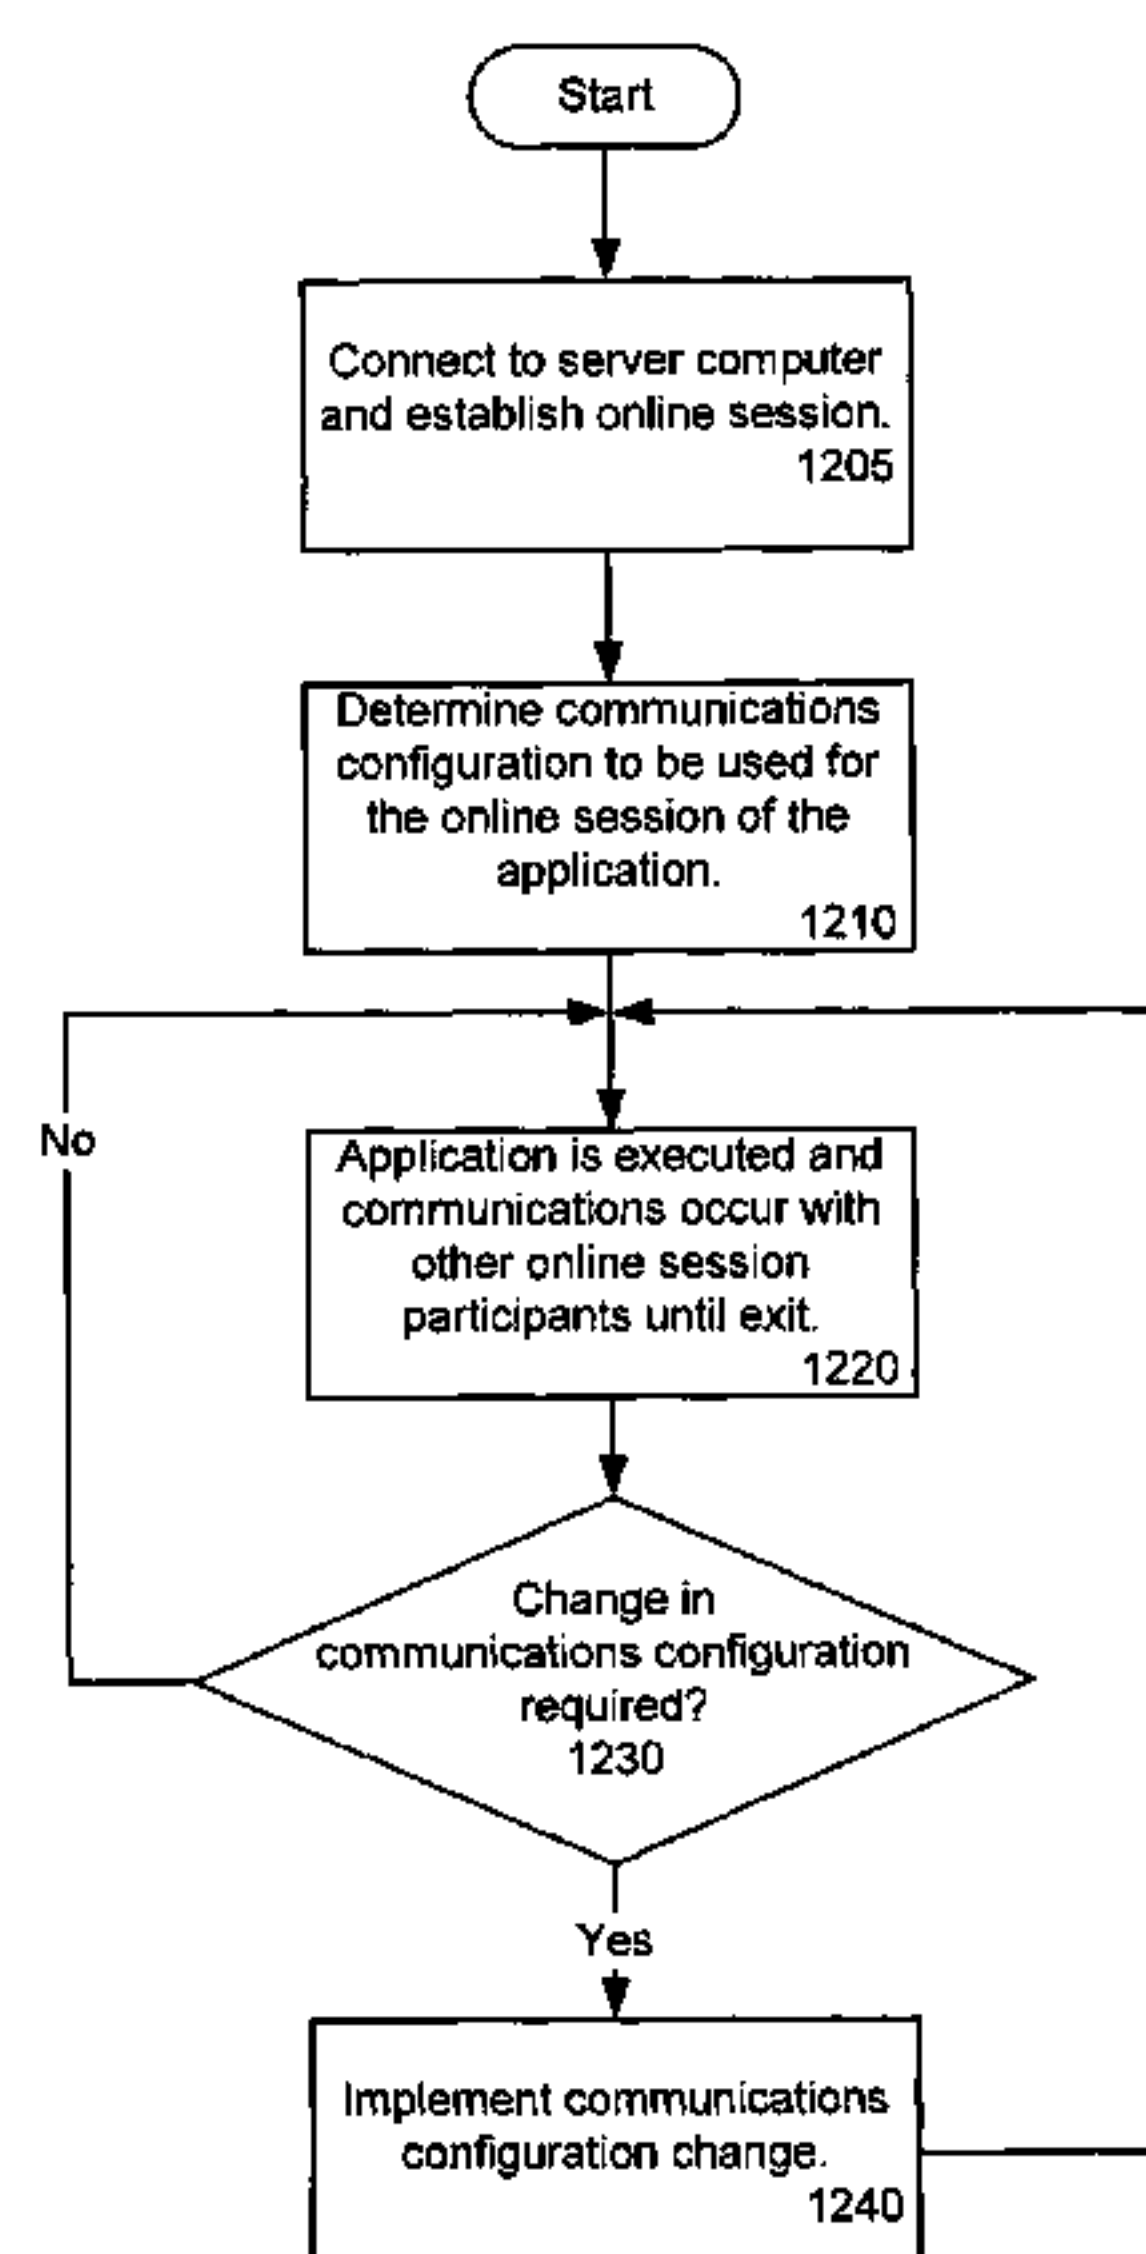 Start
Connect to server computer
and establish online session.
1205
Determine communications
configuration to be used for
the online session of the
application.
1210
No
Application is executed and
communications occur with
other online session
participants until exit.
1220
Change in
communications configuration
required?
1230
Yes
Implement communications
configuration change.
1240